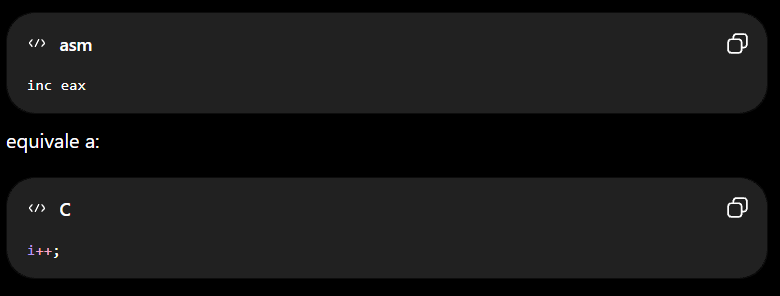 asm
inc eax
equivale a:
C
i++;